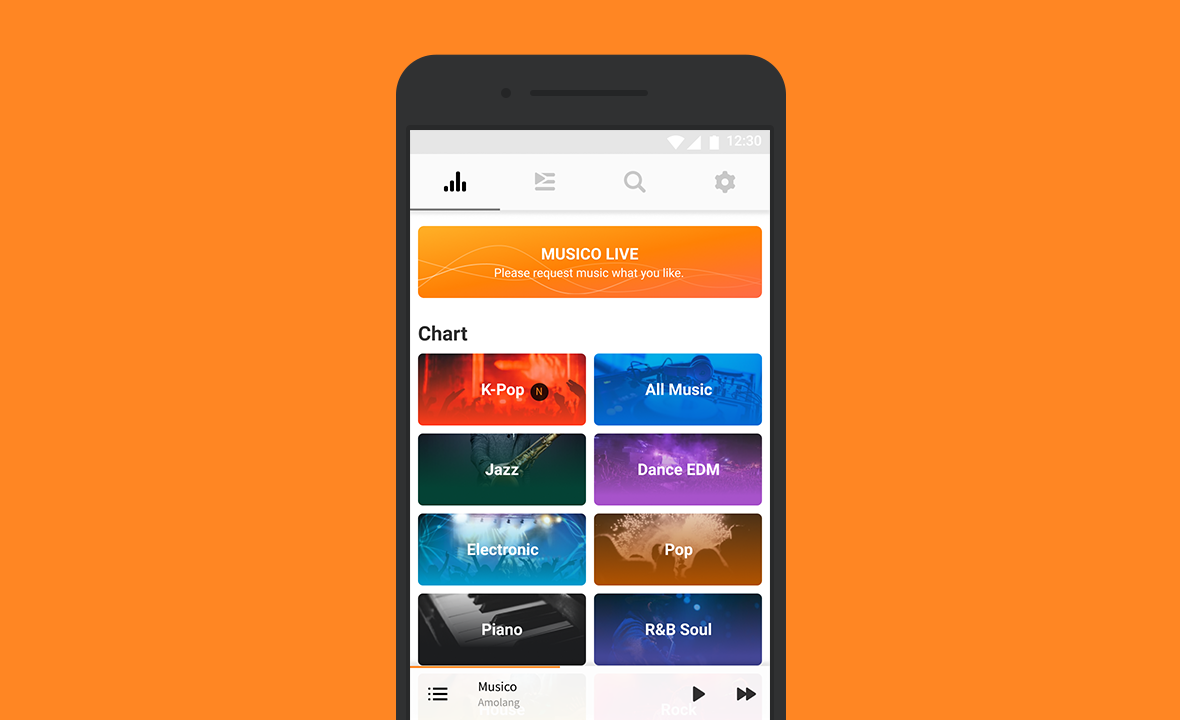 12:30
MUSICO LIVE
Please request music what you like.
Chart
K-Pop N
All Music
Jazz
Dance EDM
Electronic
Pop
Piano
R&B Soul
Musico
Amolang
House
Rock